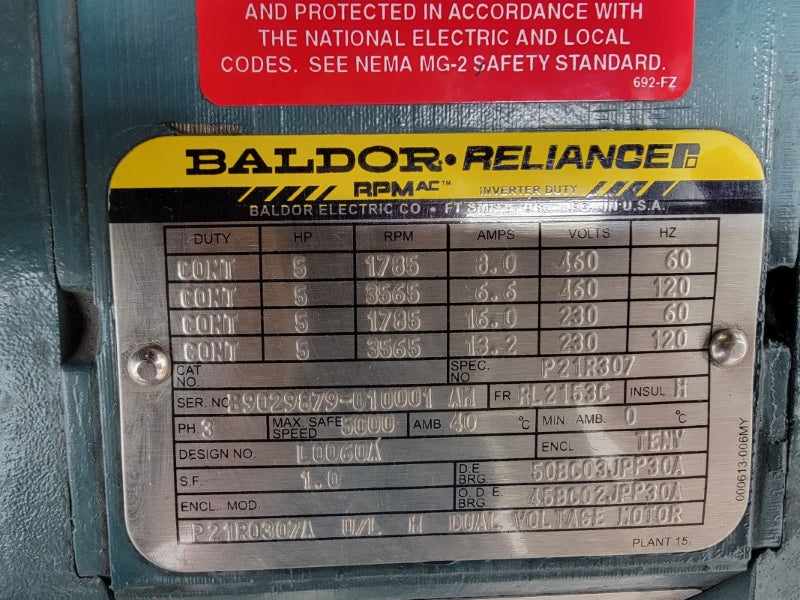 AND PROTECTED IN ACCORDANCE WITH
THE NATIONAL ELECTRIC AND LOCAL
CODES. SEE NEMA MG-2 SAFETY STANDARD.
692-FZ
BALDOR • RELIANCE
RPM AC™ INVERTER DUTY
BALDOR ELECTRIC CO • FT IN U.S.A.
DUTY HP RPM AMPS VOLTS HZ
CONT 5 1785 8.0 460 60
CONT 5 3565 6.6 460 120
CONT 5 1785 16.0 230 60
CONT 5 3565 13.2 230 120
CAT NO. SPEC. NO P21R307
SER. NO. 89029879-010001 AM FR RL2153C INSUL H
PH 3 MAX. SAFE SPEED 5000 AMB. 40 °C MIN AMB. 0 °C
DESIGN NO. L0060A ENCL TENV
S.F. 1.0 D.E. BRG. 50BC03JPP30A
ENCL. MOD O.D.E. BRG. 45BC02JPP30A
P21R0307A U/L H DUAL VOLTAGE MOTOR
PLANT 15
000613-006MY